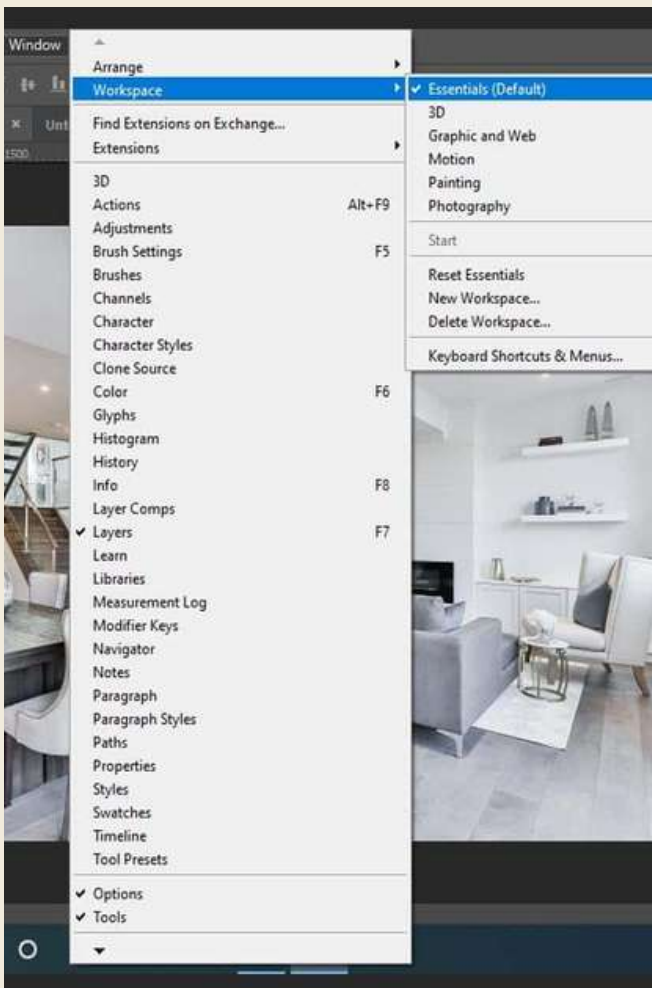 Window
Arrange
Workspace
Find Extensions on Exchange...
Extensions
3D
Actions Alt+F9
Adjustments
Brush Settings F5
Brushes
Channels
Character
Character Styles
Clone Source
Color F6
Glyphs
Histogram
History
Info F8
Layer Comps
Layers F7
Learn
Libraries
Measurement Log
Modifier Keys
Navigator
Notes
Paragraph
Paragraph Styles
Paths
Properties
Styles
Swatches
Timeline
Tool Presets
Options
Tools
Essentials (Default)
3D
Graphic and Web
Motion
Painting
Photography
Start
Reset Essentials
New Workspace...
Delete Workspace...
Keyboard Shortcuts & Menus...
Unt
1500